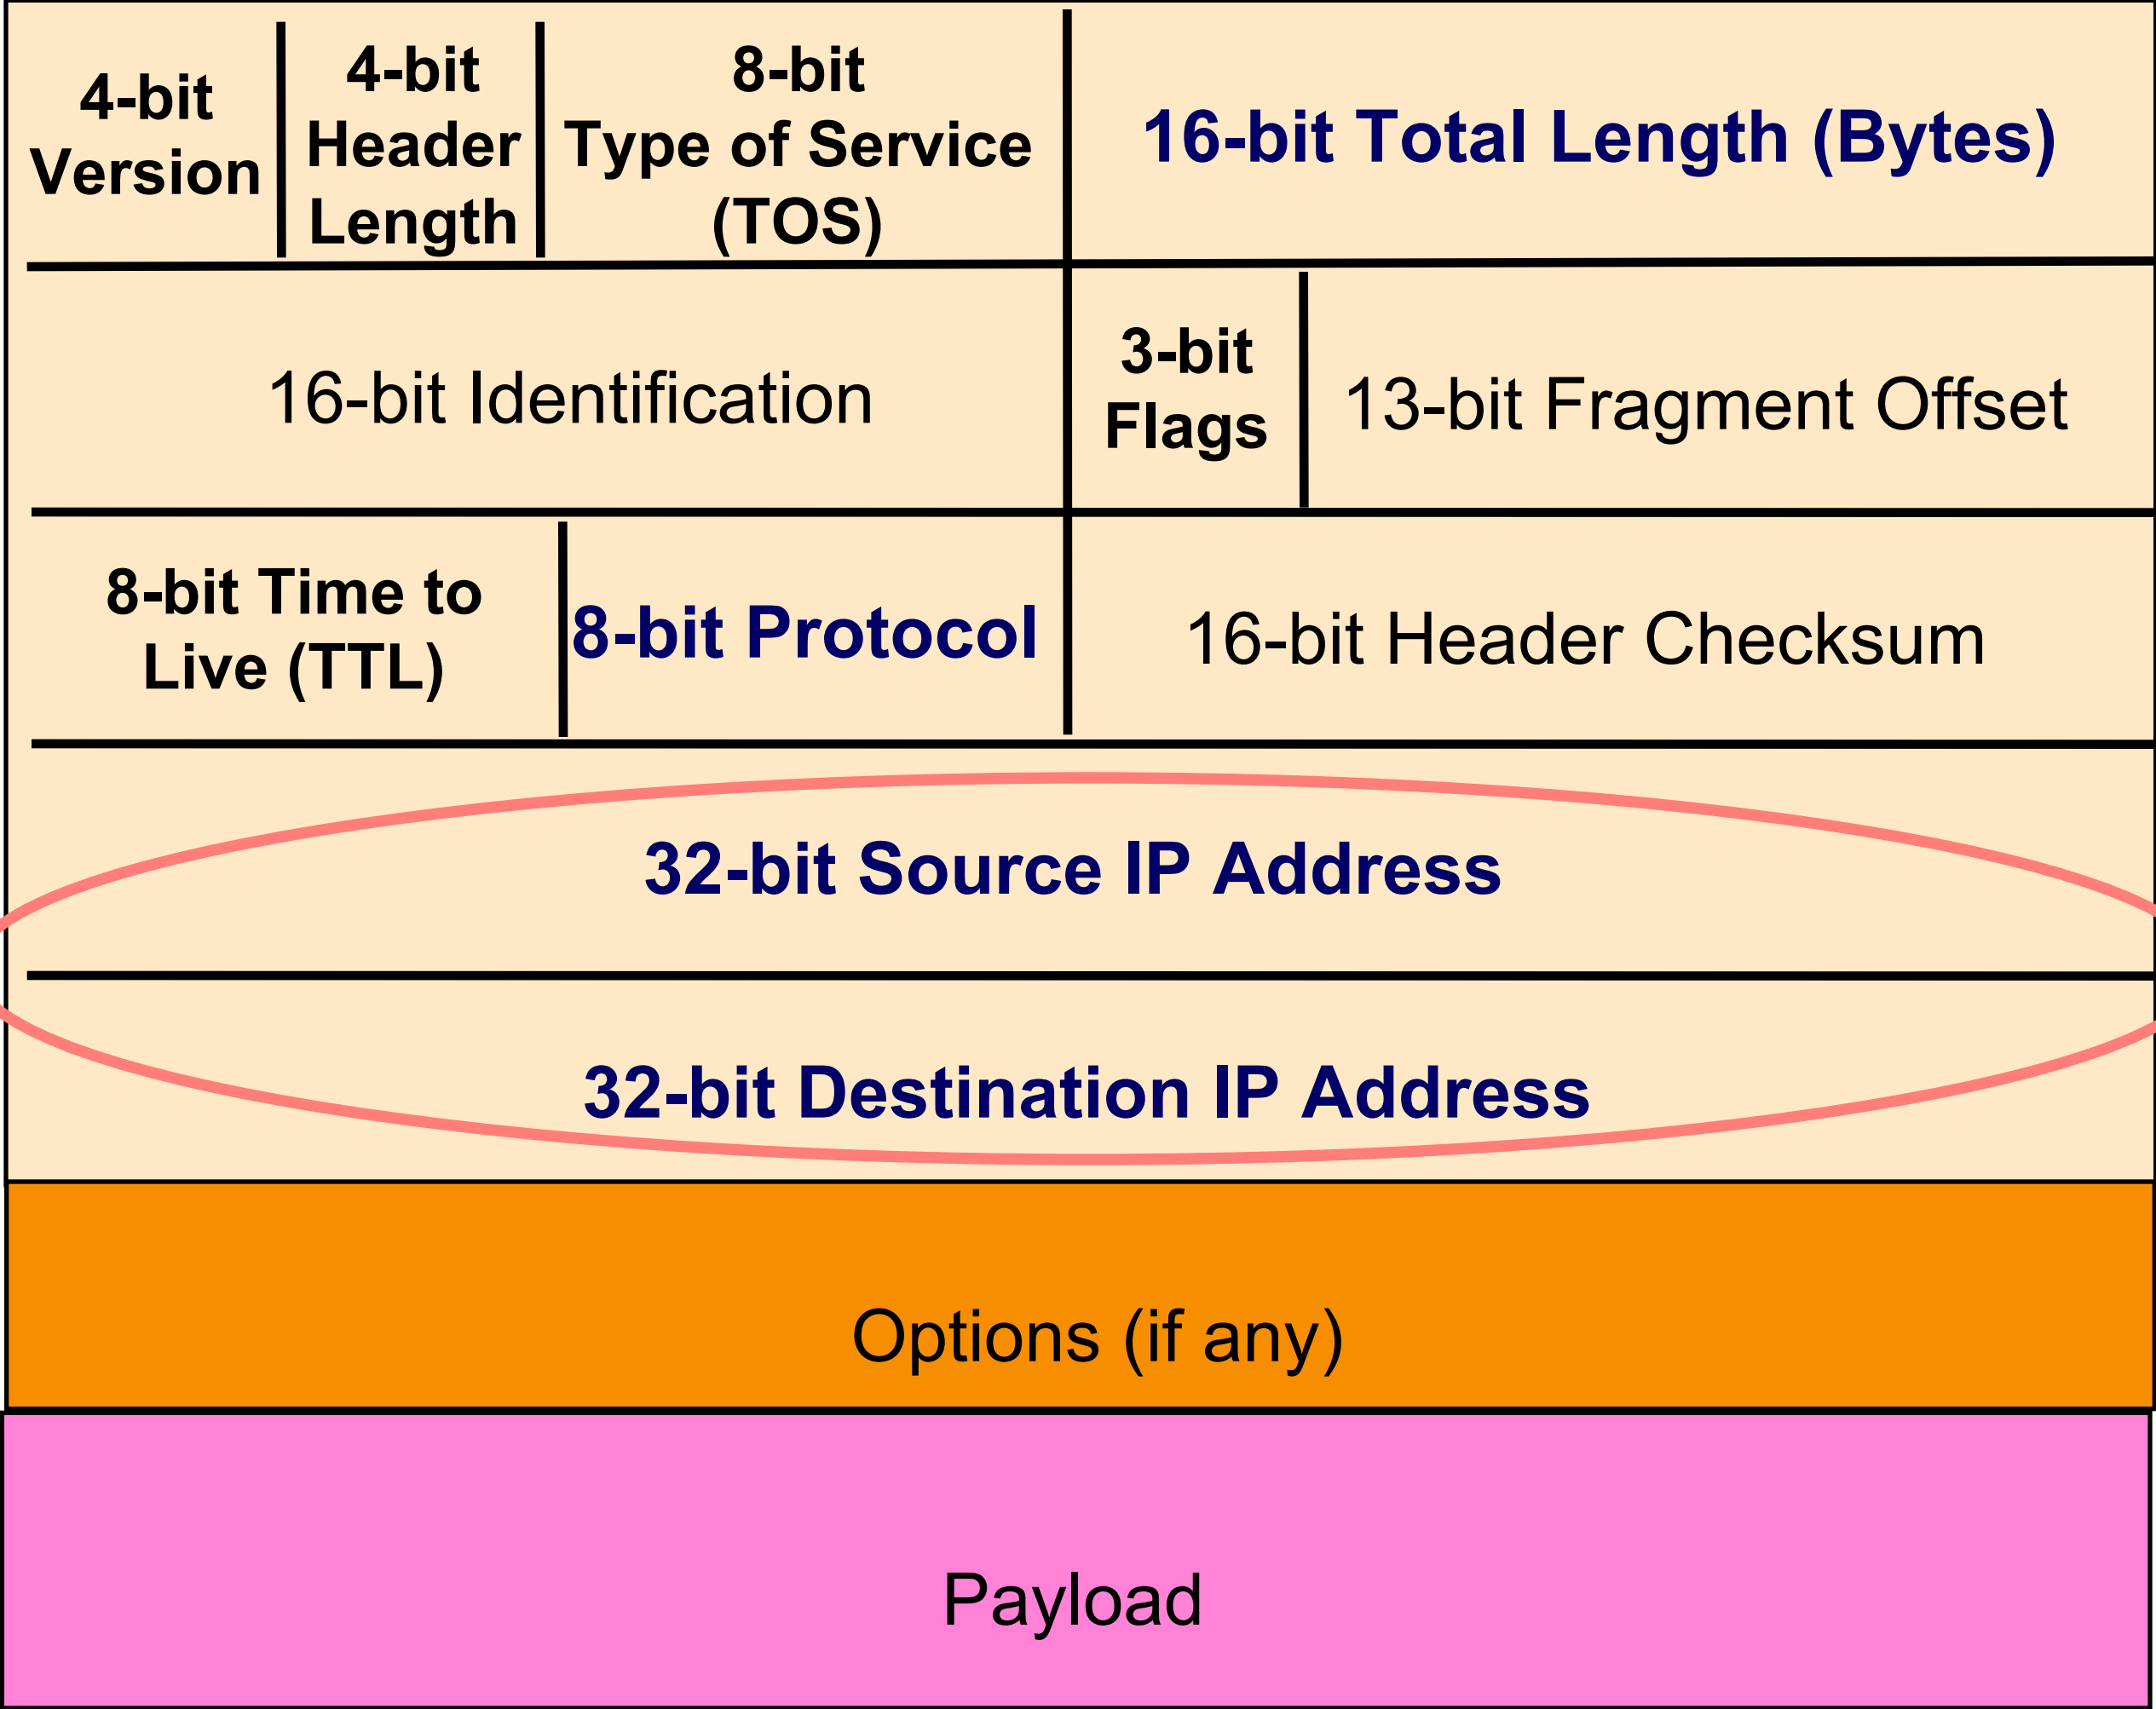 4-bit
Version
4-bit
Header
Length
8-bit
Type of Service
(TOS)
16-bit Total Length (Bytes)
16-bit Identification
3-bit
Flags
13-bit Fragment Offset
8-bit Time to
Live (TTL)
8-bit Protocol
16-bit Header Checksum
32-bit Source IP Address
32-bit Destination IP Address
Options (if any)
Payload